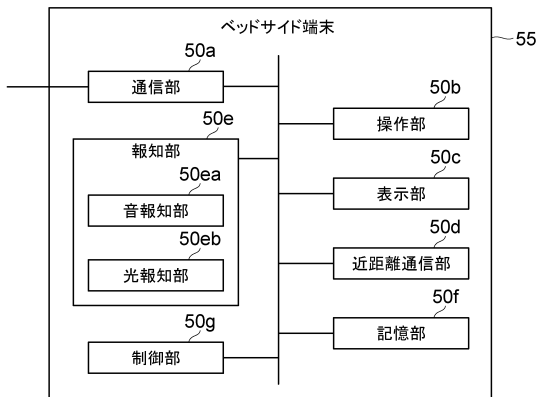 ベッドサイド端末
55
50a
通信部
50b
操作部
50e
報知部
50c
表示部
50ea
音報知部
50d
近距離通信部
50eb
光報知部
50f
記憶部
50g
制御部